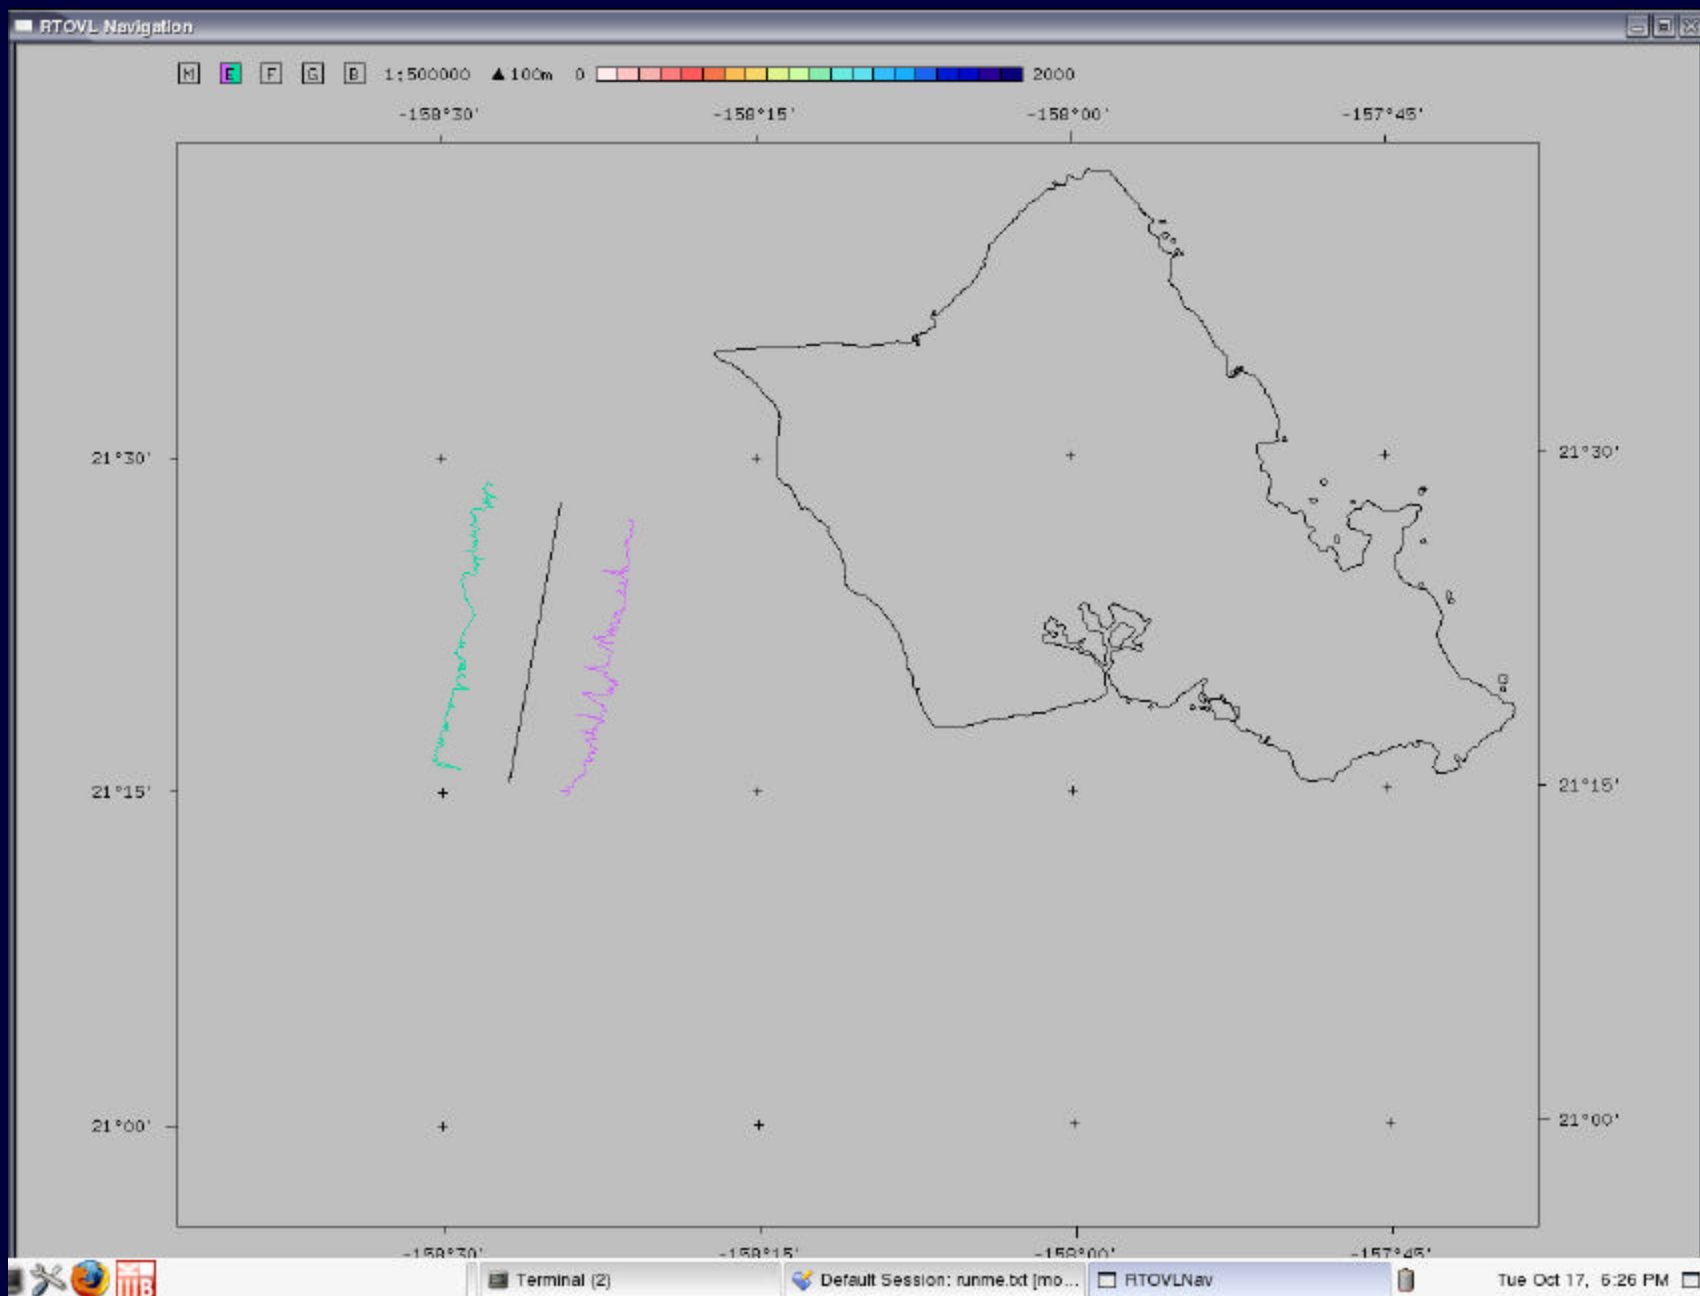 RTOVL Navigation
M E F G B 1:500000 ▲100m 0 2000
-158°30' -158°15' -158°00' -157°45'
21°30' 21°30'
21°15' 21°15'
21°00' 21°00'
-158°30' -158°15' -158°00' -157°45'
MB Terminal (2) Default Session: runme.txt [mo... RTOVLNav Tue Oct 17, 6:26 PM